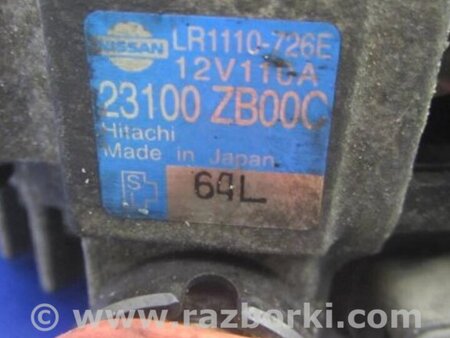 NISSAN LR1110-726E
12V110A
23100 ZB00C
Hitachi
Made in Japan
S
64L
www.razborki.com